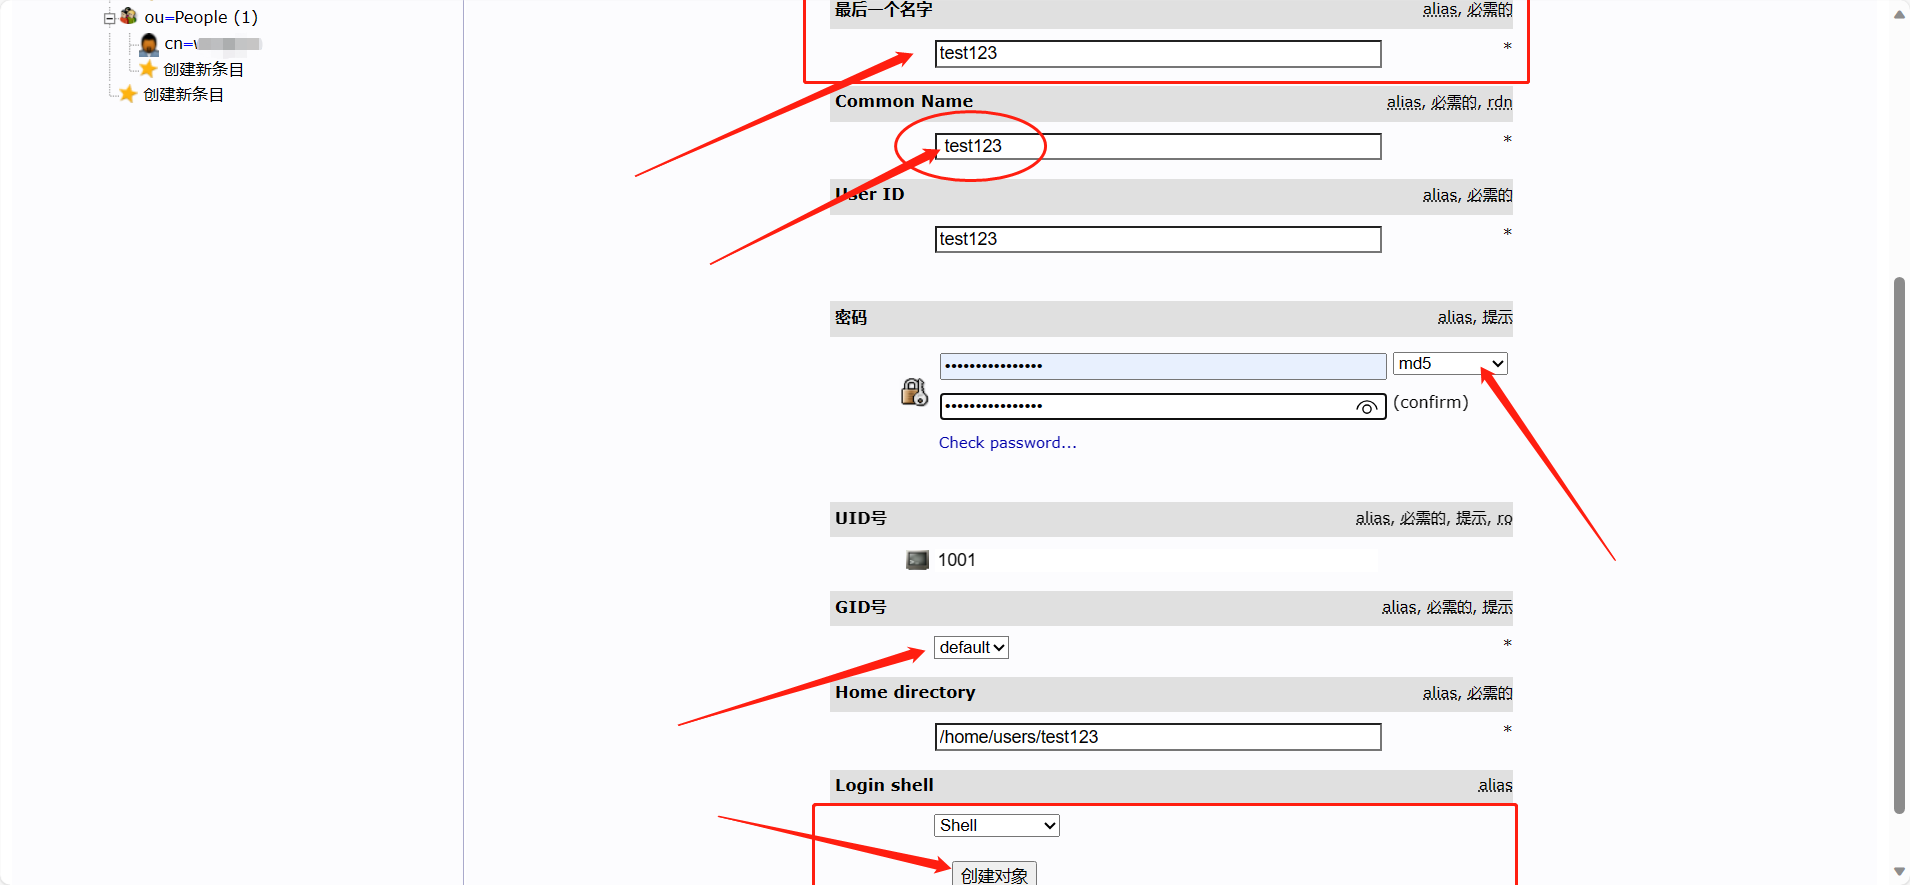 ou=People (1)
cn=
创建新条目
创建新条目
最后一个名字 alias, 必需的
test123 *
Common Name alias, 必需的, rdn
test123 *
User ID alias, 必需的
test123 *
密码 alias, 提示
•••••••••••••••• md5
•••••••••••••••• (confirm)
Check password...
UID号 alias, 必需的, 提示, ro
1001
GID号 alias, 必需的, 提示
default *
Home directory alias, 必需的
/home/users/test123 *
Login shell alias
Shell
创建对象